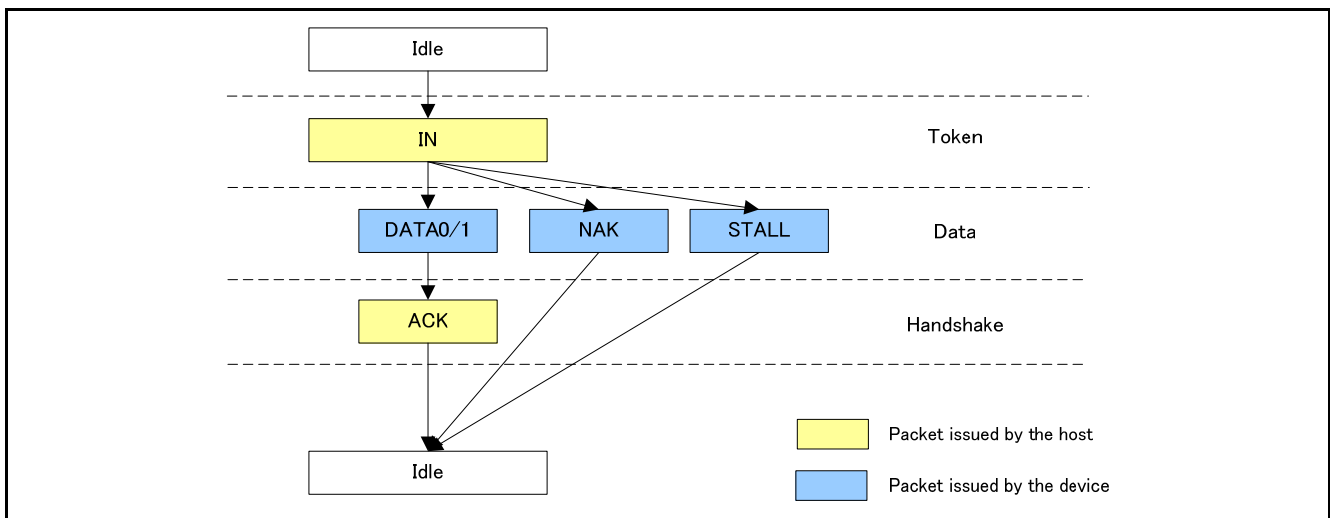 Idle
IN
Token
DATA0/1
NAK
STALL
Data
ACK
Handshake
Packet issued by the host
Idle
Packet issued by the device